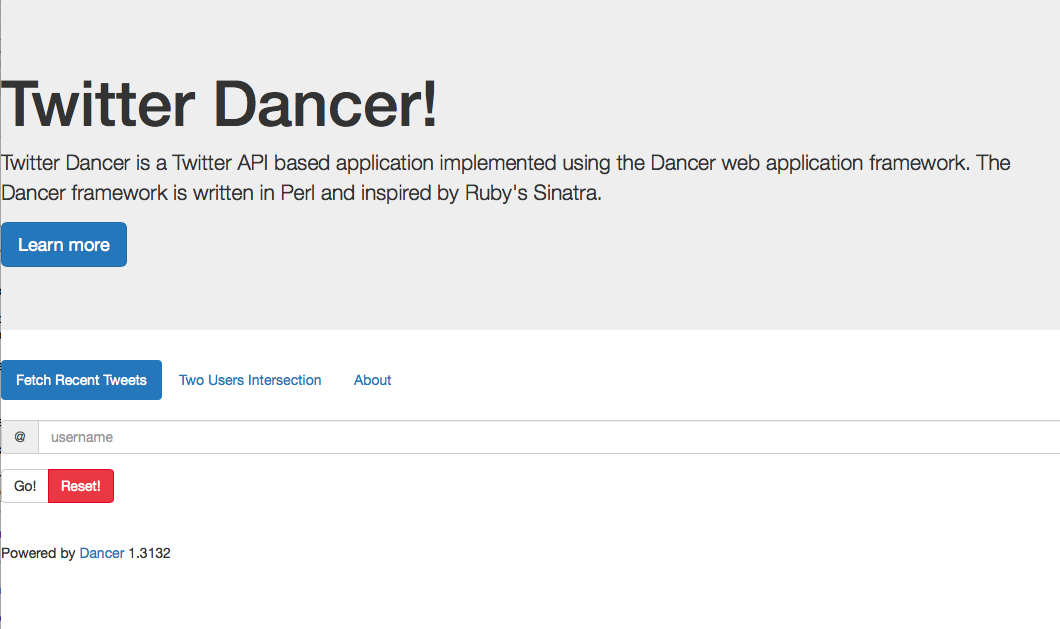 Twitter Dancer!
Twitter Dancer is a Twitter API based application implemented using the Dancer web application framework. The
Dancer framework is written in Perl and inspired by Ruby's Sinatra.
Learn more
Fetch Recent Tweets Two Users Intersection About
@ username
Go! Reset!
Powered by Dancer 1.3132